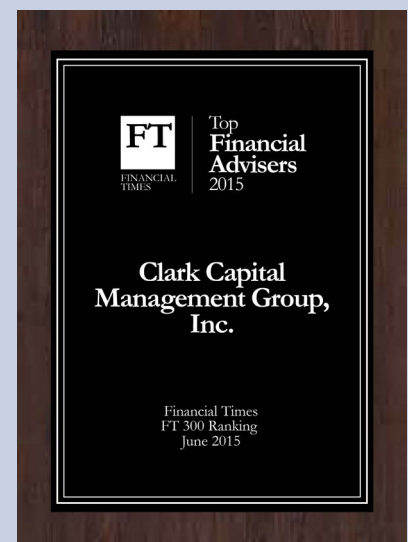 FT
FINANCIAL
TIMES
Top
Financial
Advisers
2015
Clark Capital
Management Group,
Inc.
Financial Times
FT 300 Ranking
June 2015